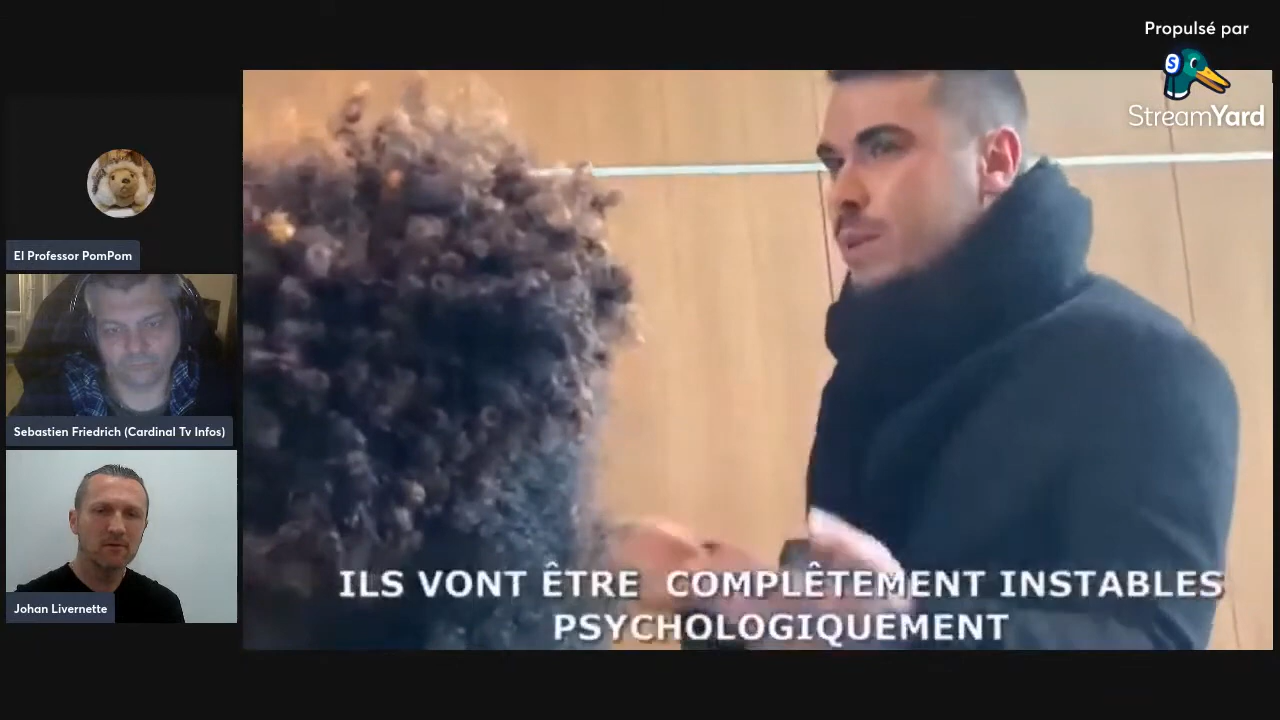 Propulsé par
StreamYard
El Professor PomPom
Sebastien Friedrich (Cardinal Tv Infos)
Johan Livernette
ILS VONT ÊTRE COMPLÊTEMENT INSTABLES
PSYCHOLOGIQUEMENT